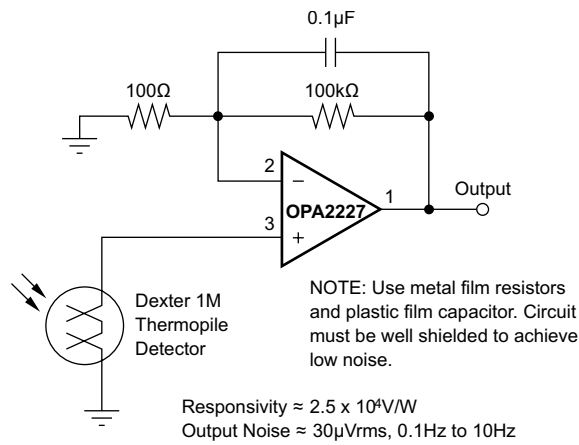 0.1µF
100Ω
100kΩ
2
−
1
Output
OPA2227
3
+
Dexter 1M
Thermopile
Detector
NOTE: Use metal film resistors
and plastic film capacitor. Circuit
must be well shielded to achieve
low noise.
Responsivity ≈ 2.5 x 10⁴V/W
Output Noise ≈ 30µVrms, 0.1Hz to 10Hz